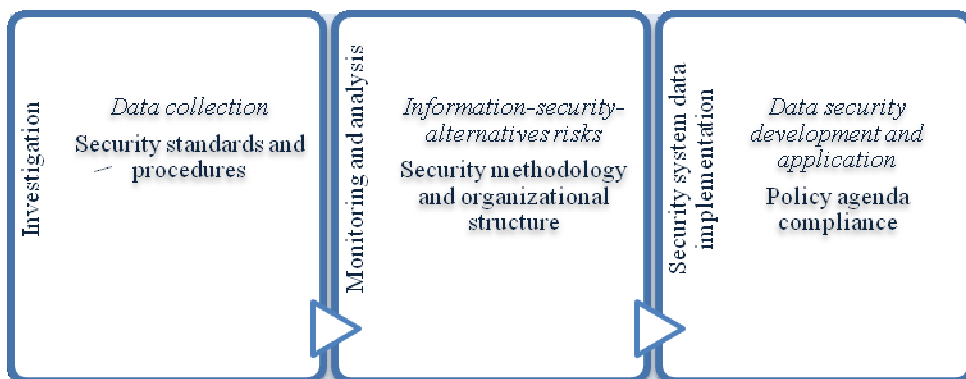 Investigation
Data collection
Security standards and
procedures
Monitoring and analysis
Information-security-
alternatives risks
Security methodology
and organizational
structure
Security system data
implementation
Data security
development and
application
Policy agenda
compliance